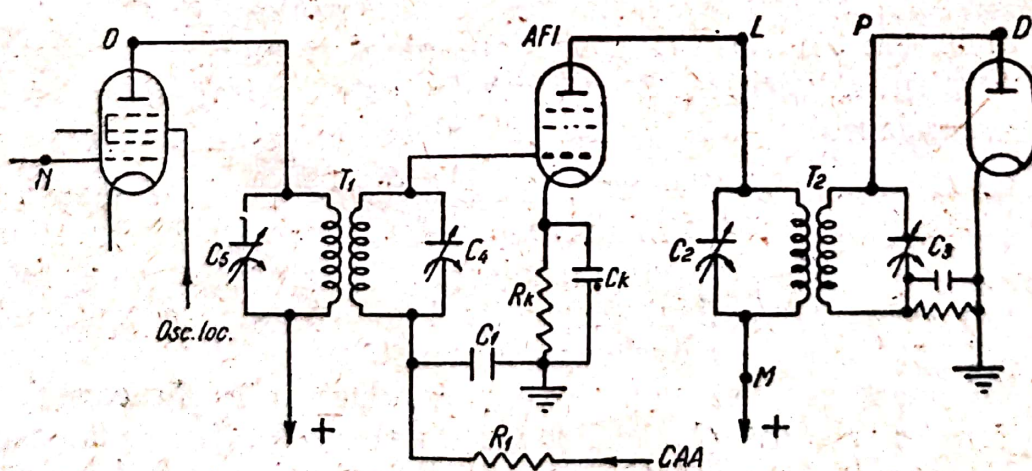 O
AFI
L
P
D
N
T1
T2
C5
C4
Rk
Ck
C2
C3
Osc. loc.
C1
M
+
+
R1
CAA